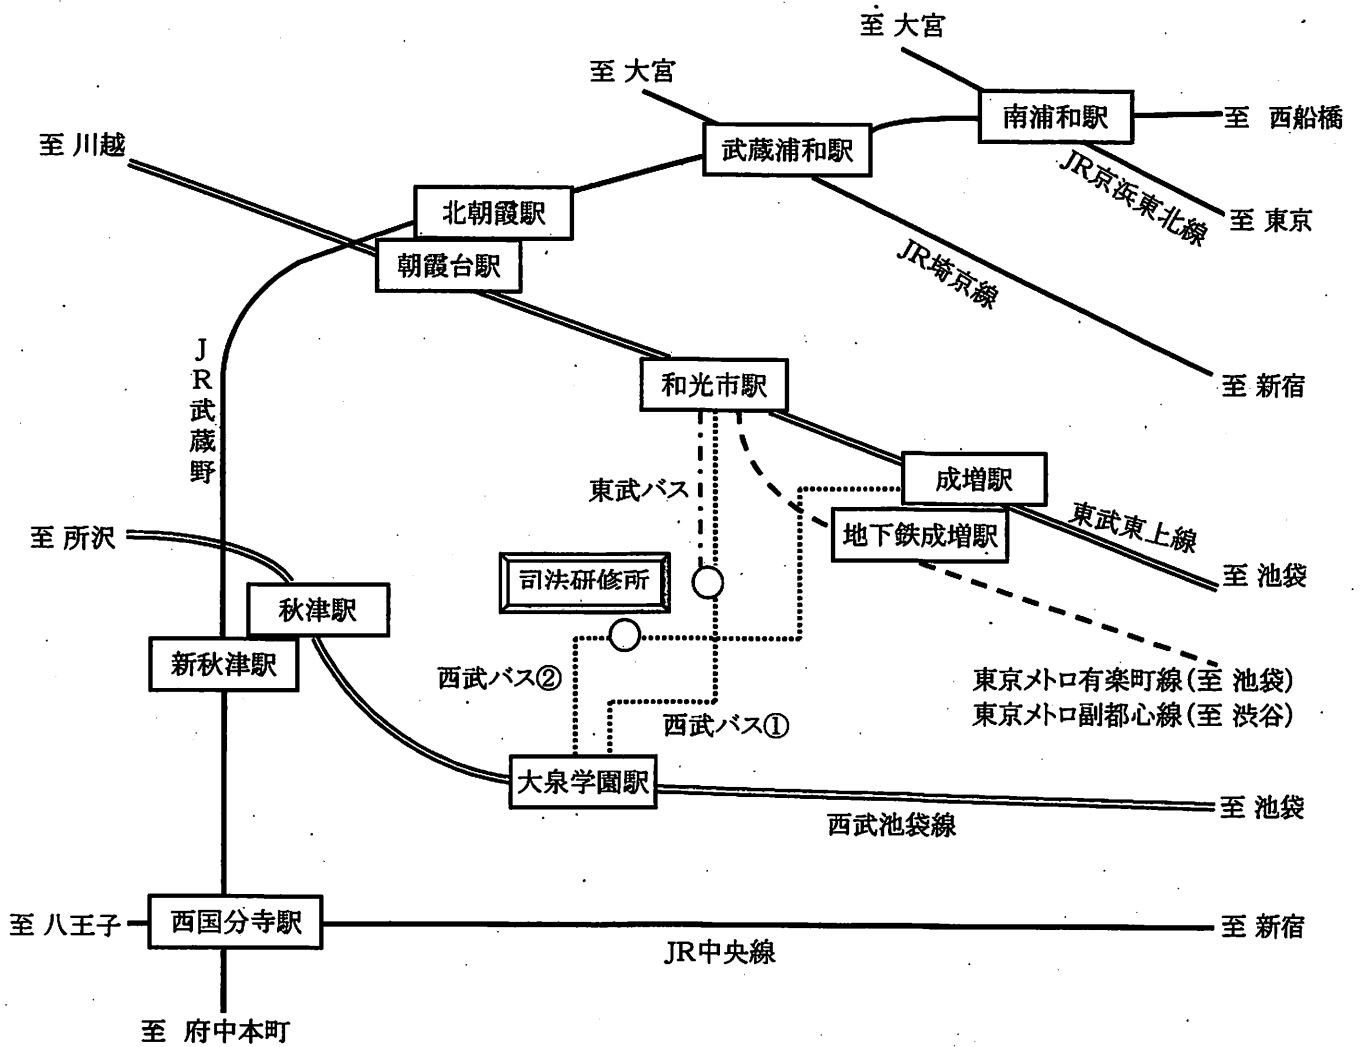 至 大宮
至 大宮
南浦和駅
至 西船橋
武蔵浦和駅
至 川越
JR京浜東北線
至 東京
北朝霞駅
朝霞台駅
JR埼京線
JR武蔵野
和光市駅
至 新宿
成増駅
東武バス
東武東上線
地下鉄成増駅
至 所沢
司法研修所
至 池袋
秋津駅
新秋津駅
西武バス②
東京メトロ有楽町線(至 池袋)
東京メトロ副都心線(至 渋谷)
西武バス①
大泉学園駅
至 池袋
西武池袋線
至 八王子
西国分寺駅
至 新宿
JR中央線
至 府中本町